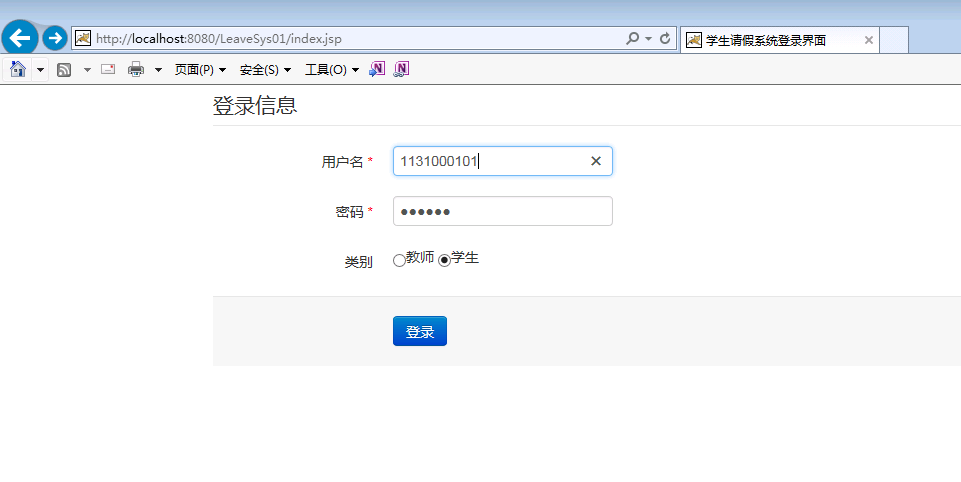 http://localhost:8080/LeaveSys01/index.jsp
学生请假系统登录界面
页面(P) 安全(S) 工具(O)
登录信息
用户名 * 1131000101
密码 * ●●●●●●
类别 教师 学生
登录